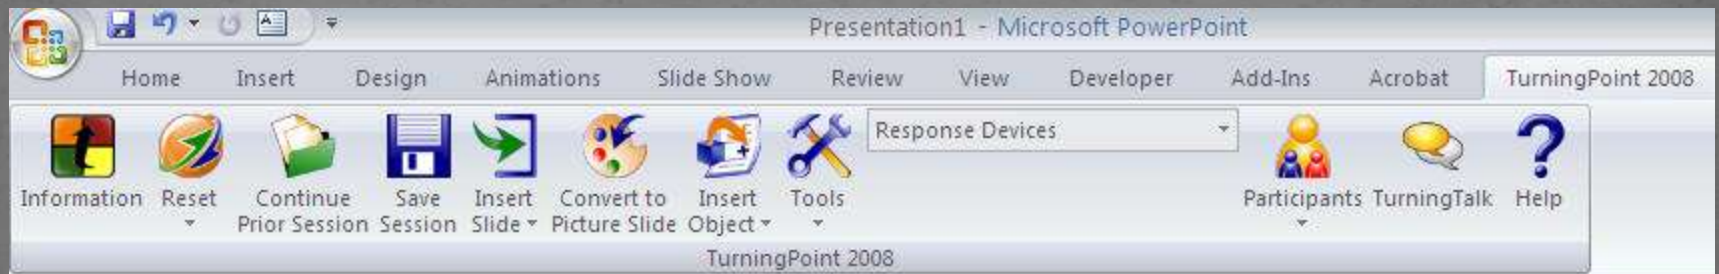 Presentation1 - Microsoft PowerPoint
Home Insert Design Animations Slide Show Review View Developer Add-Ins Acrobat TurningPoint 2008
Response Devices
Information Reset Continue Save Insert Convert to Insert Tools Participants TurningTalk Help
Prior Session Session Slide Picture Slide Object
TurningPoint 2008